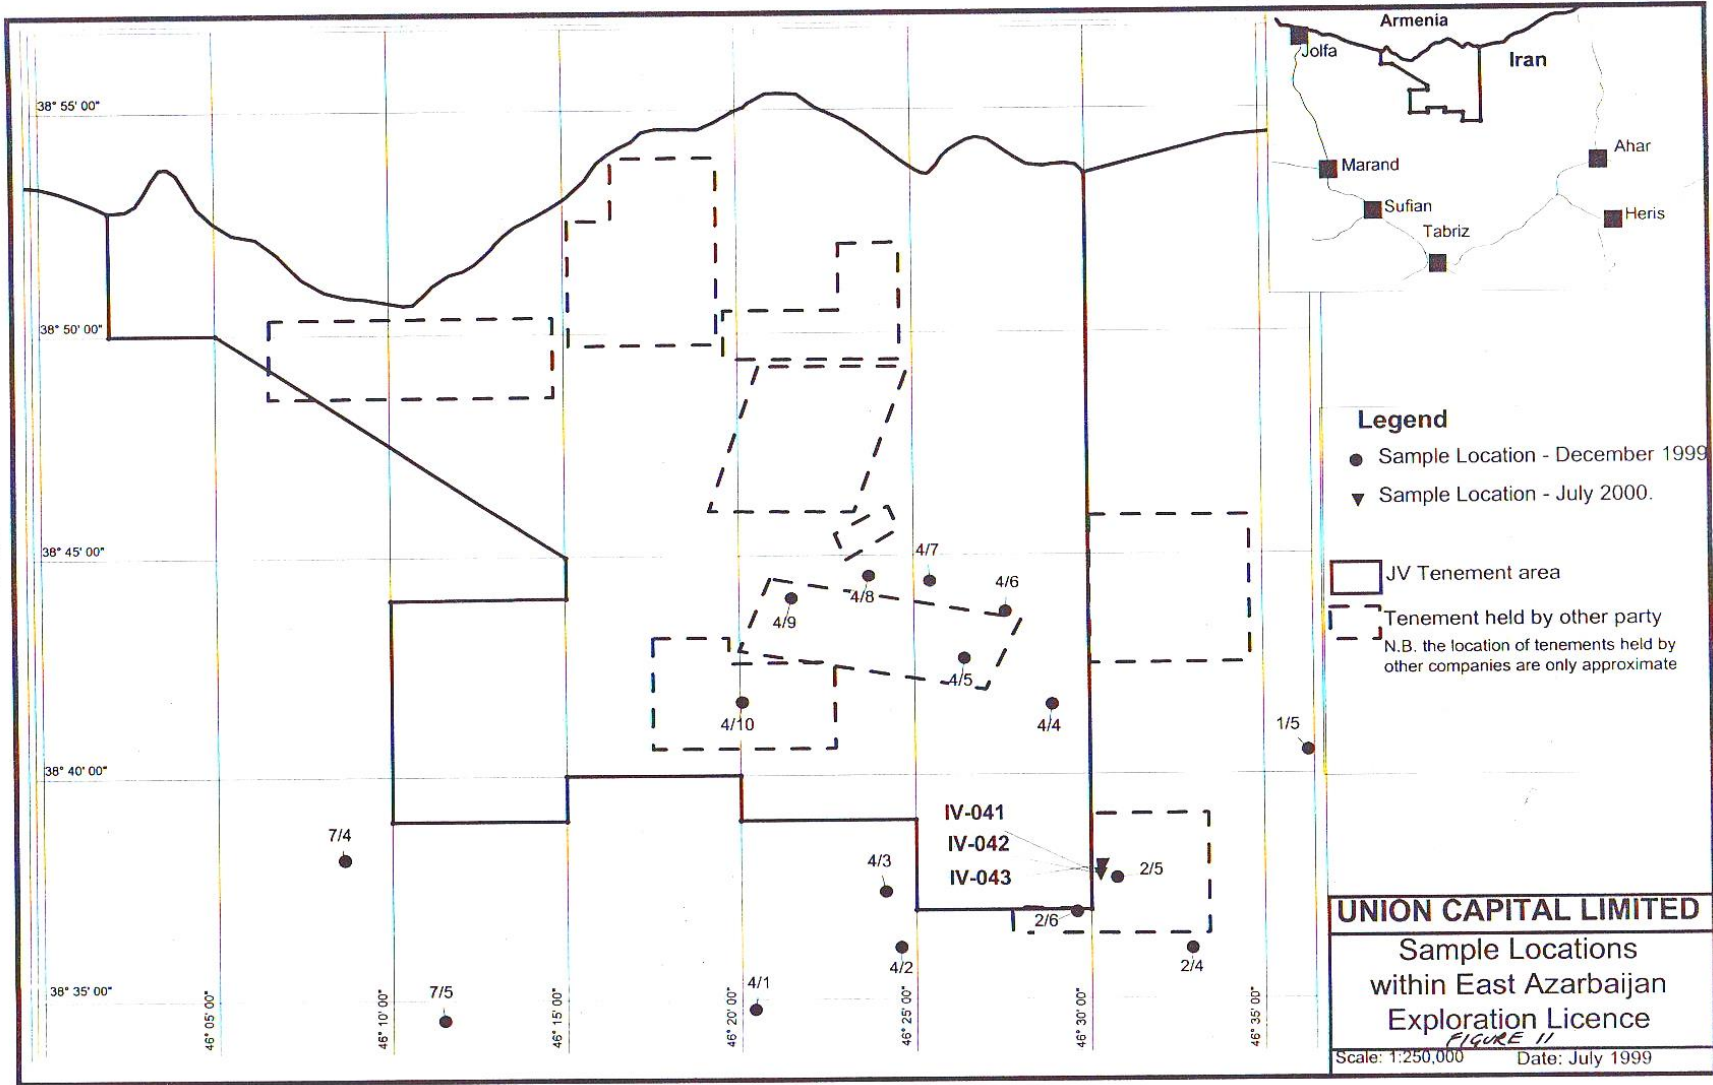 Armenia
Jolfa
Iran
Marand
Ahar
Sufian
Heris
Tabriz
38° 55' 00"
38° 50' 00"
38° 45' 00"
38° 40' 00"
38° 35' 00"
46° 05' 00"
46° 10' 00"
46° 15' 00"
46° 20' 00"
46° 25' 00"
46° 30' 00"
46° 35' 00"
4/7
4/6
4/8
4/9
4/5
4/10
4/4
1/5
IV-041
IV-042
IV-043
7/4
4/3
2/5
2/6
4/2
2/4
7/5
4/1
Legend
Sample Location - December 1999
Sample Location - July 2000.
JV Tenement area
Tenement held by other party
N.B. the location of tenements held by
other companies are only approximate
UNION CAPITAL LIMITED
Sample Locations
within East Azarbaijan
Exploration Licence
FIGURE 11
Scale: 1:250,000 Date: July 1999